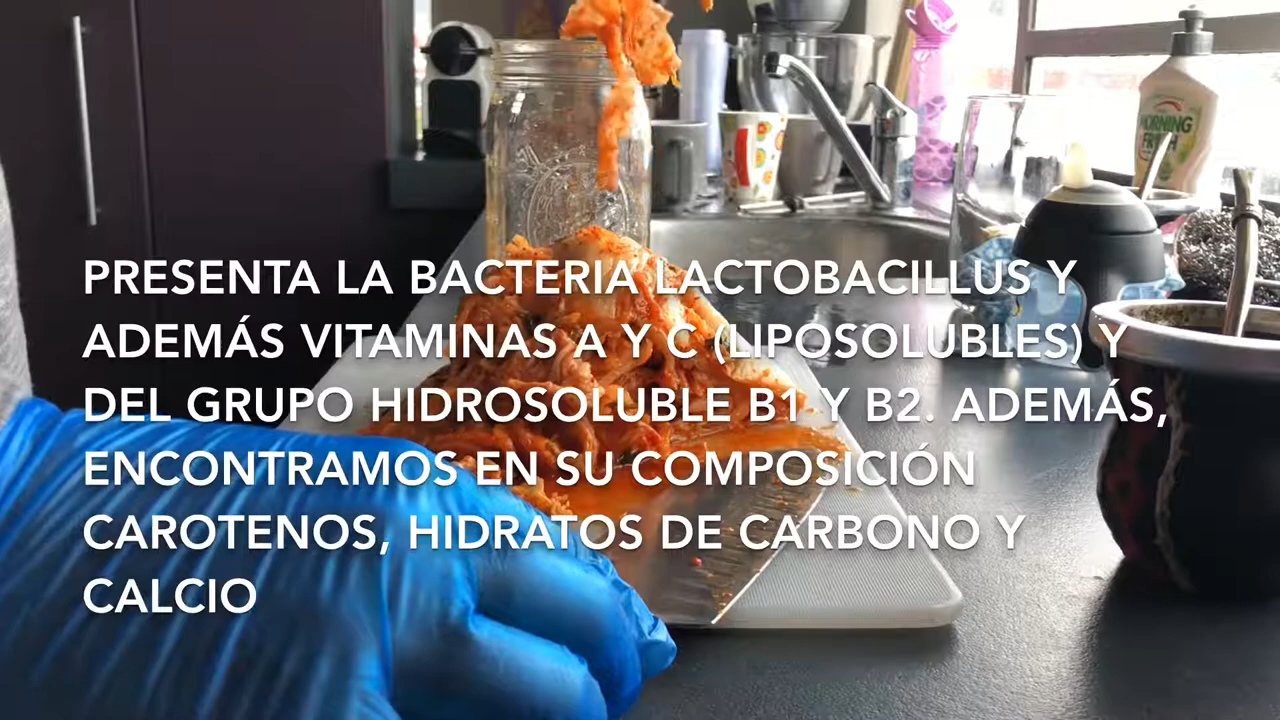 MORNING
PRESENTA LA BACTERIA LACTOBACILLUS Y
ADEMÁS VITAMINAS A Y C (LIPOSOLUBLES) Y
DEL GRUPO HIDROSOLUBLE B1 Y B2. ADEMÁS,
ENCONTRAMOS EN SU COMPOSICIÓN
CAROTENOS, HIDRATOS DE CARBONO Y
CALCIO